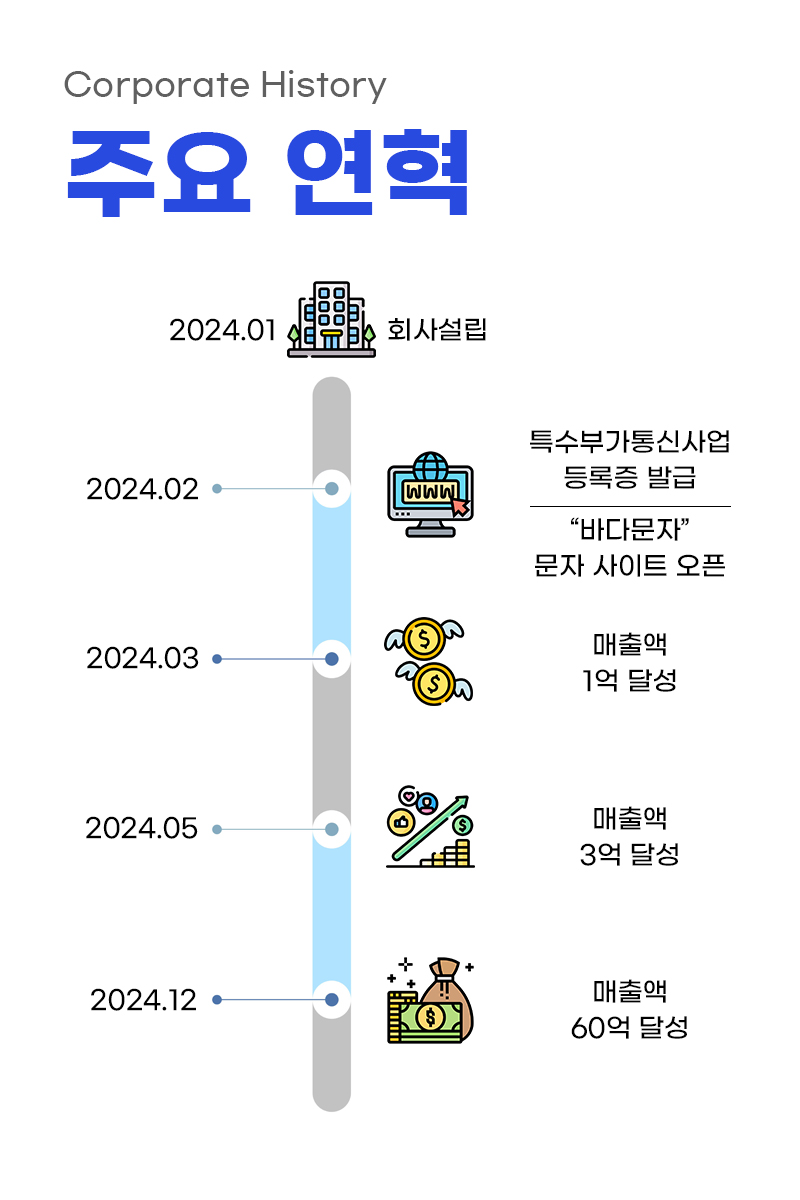 Corporate History
주요 연혁
2024.01 회사설립
2024.02
WWW
특수부가통신사업
등록증 발급
“바다문자”
문자 사이트 오픈
2024.03
매출액
1억 달성
2024.05
매출액
3억 달성
2024.12
매출액
60억 달성